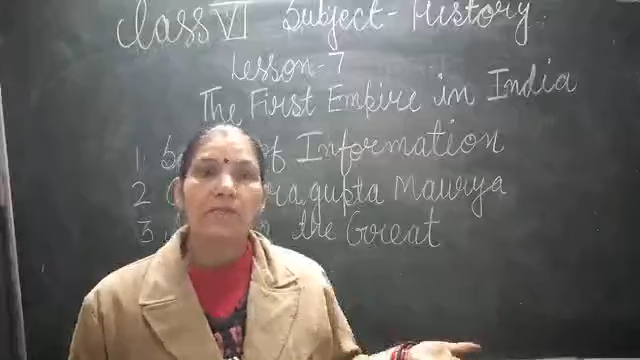 Class VI Subject - History
Lesson - 7
The First Empire in India
1 of Information
2 gupta Maurya
3 the Great